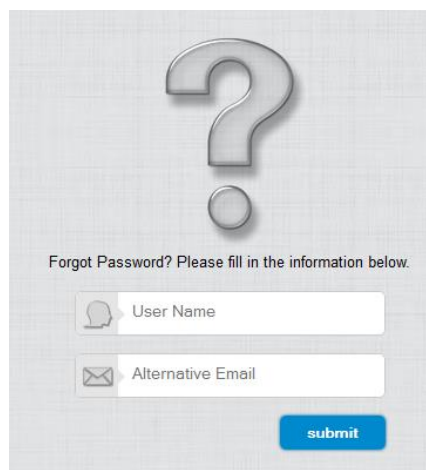 Forgot Password? Please fill in the information below.
User Name
Alternative Email
submit